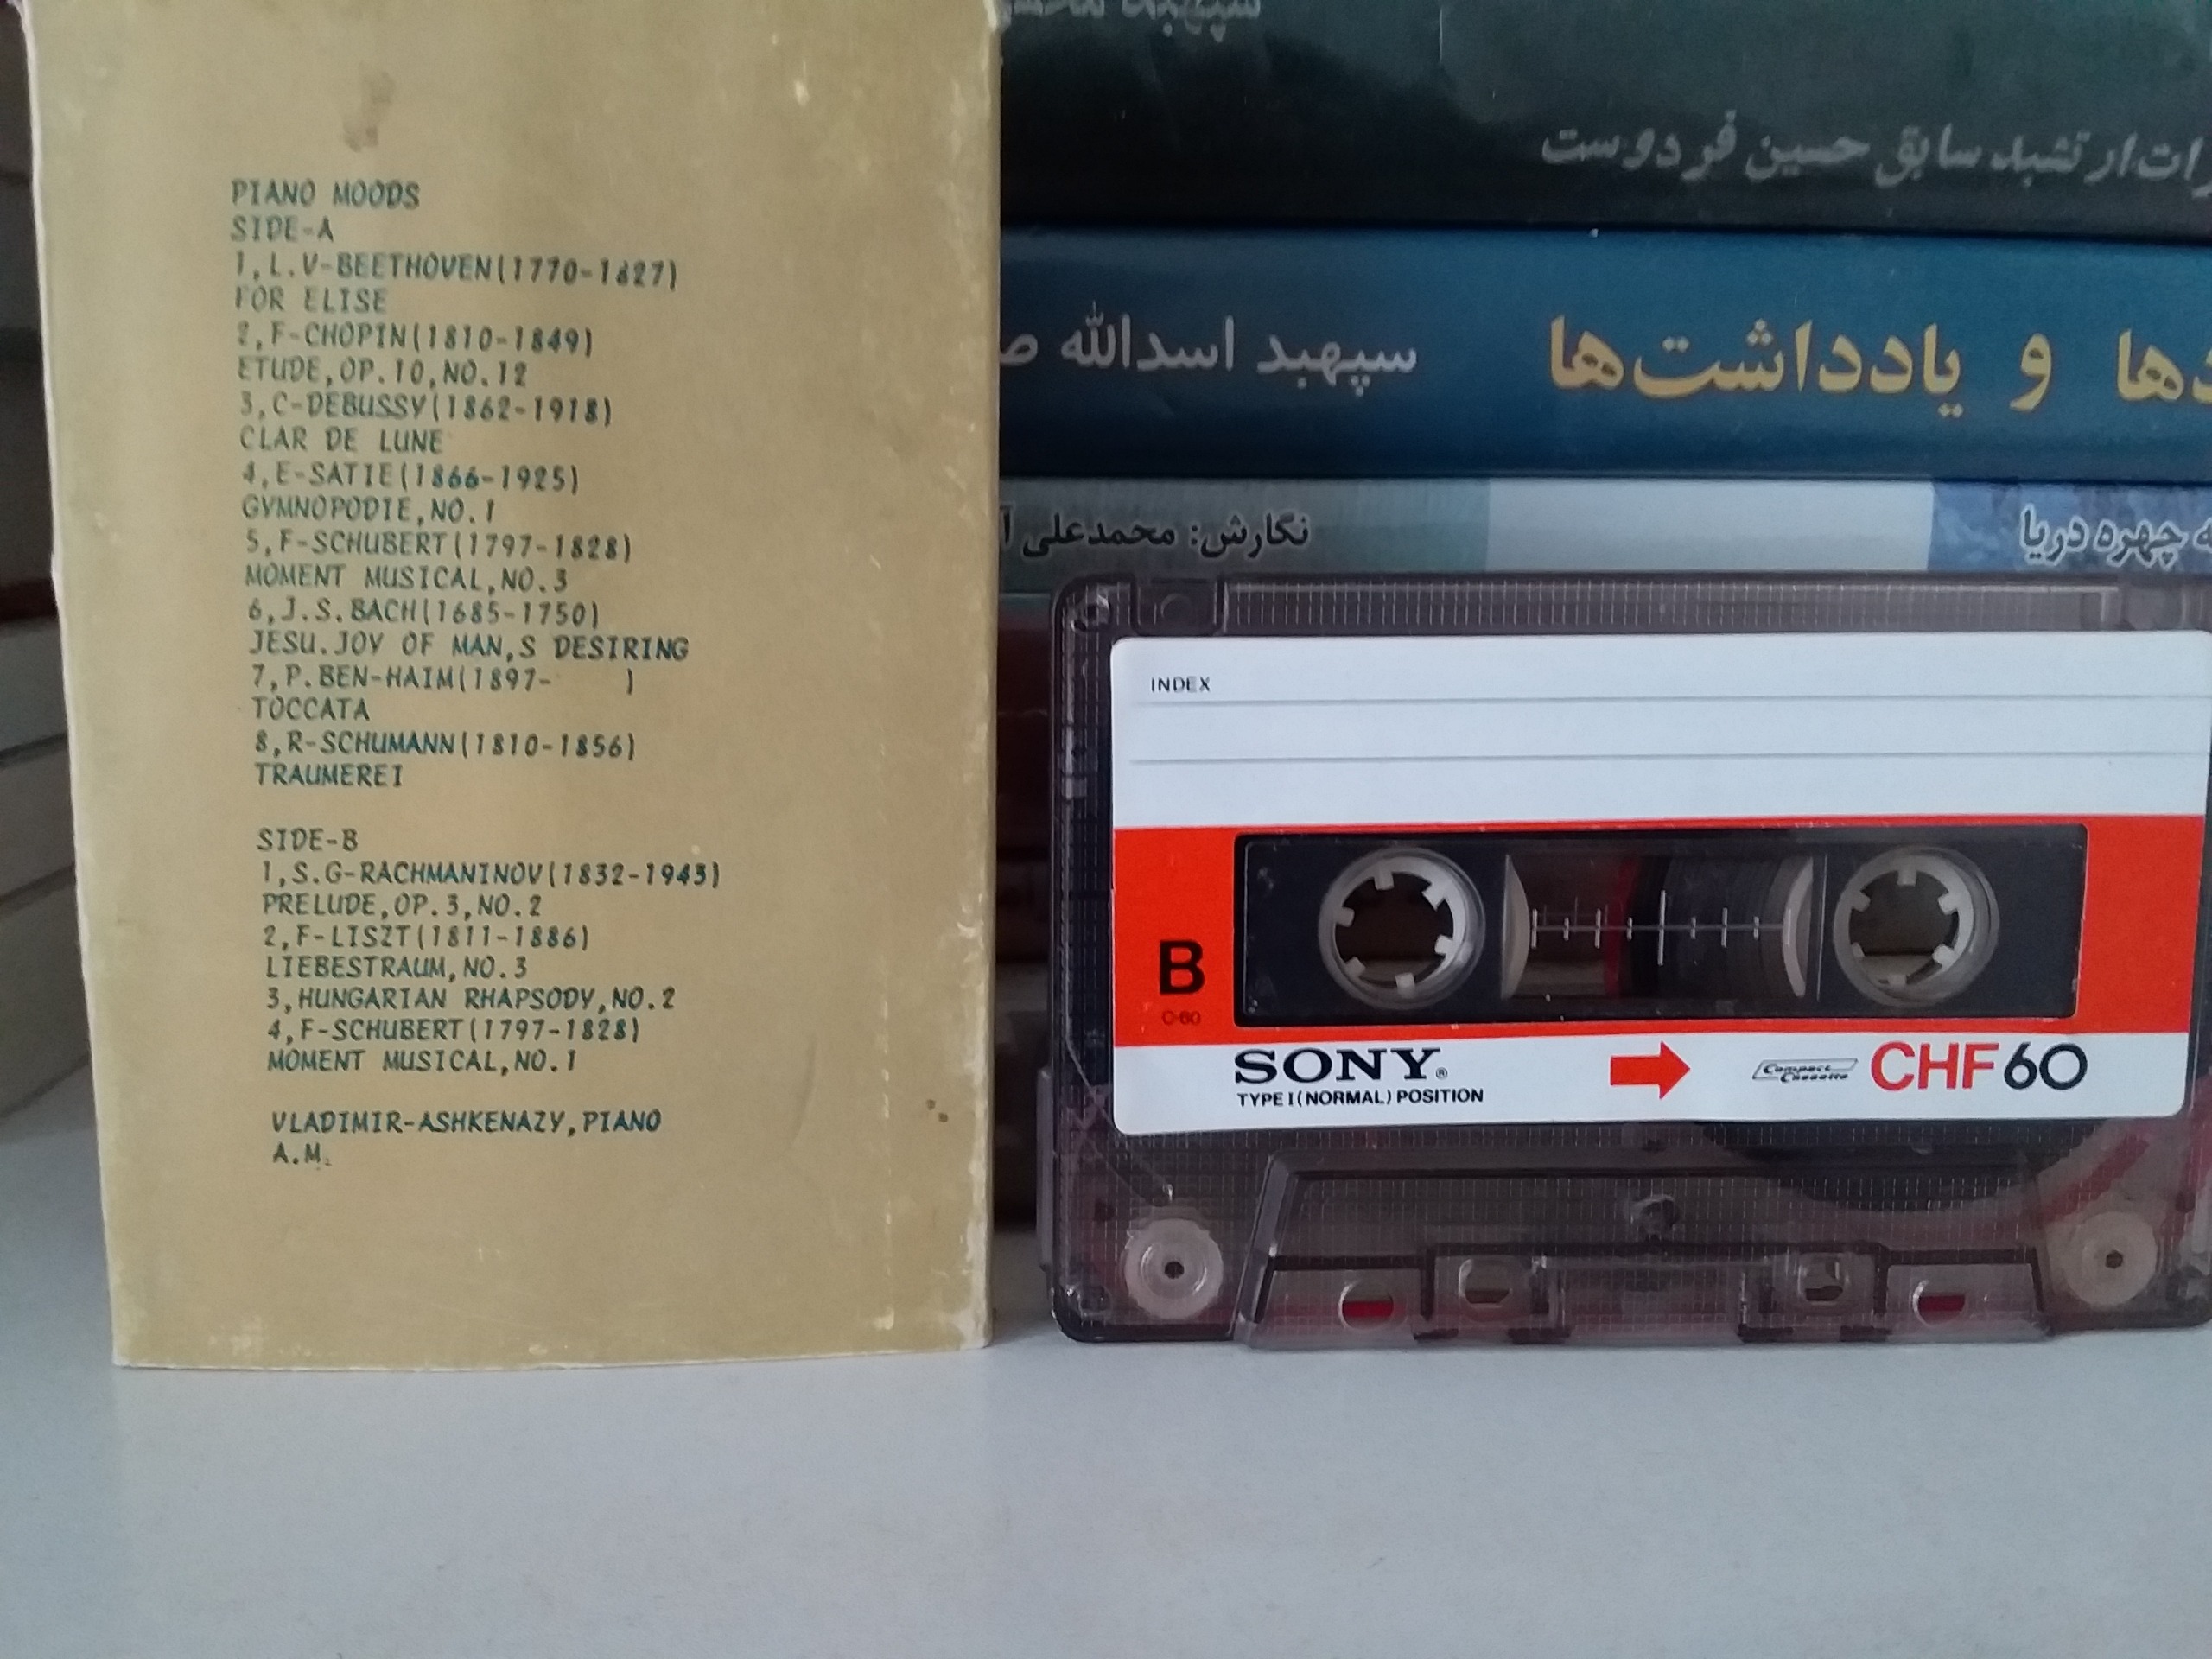 PIANO MOODS
SIDE-A
1,L.V-BEETHOVEN(1770-1827)
FOR ELISE
2,F-CHOPIN(1810-1849)
ETUDE,OP.10,NO.12
3,C-DEBUSSY(1862-1918)
CLAR DE LUNE
4,E-SATIE(1866-1925)
GYMNOPODIE,NO.1
5,F-SCHUBERT(1797-1828)
MOMENT MUSICAL,NO.3
6,J.S.BACH(1685-1750)
JESU.JOY OF MAN,S DESIRING
7,P.BEN-HAIM(1897- )
TOCCATA
8,R-SCHUMANN(1810-1856)
TRAUMEREI
SIDE-B
1,S.G-RACHMANINOV(1832-1943)
PRELUDE,OP.3,NO.2
2,F-LISZT(1811-1886)
LIEBESTRAUM,NO.3
3,HUNGARIAN RHAPSODY,NO.2
4,F-SCHUBERT(1797-1828)
MOMENT MUSICAL,NO.1
VLADIMIR-ASHKENAZY,PIANO
A.M.
سپهبد
ارتشبد سابق حسین فردوست
و یادداشت‌ها
سپهبد اسدالله
چهره دریا
نگارش: محمدعلی
INDEX
B
C-60
SONY®
TYPE I (NORMAL) POSITION
Compact Cassette
CHF 60